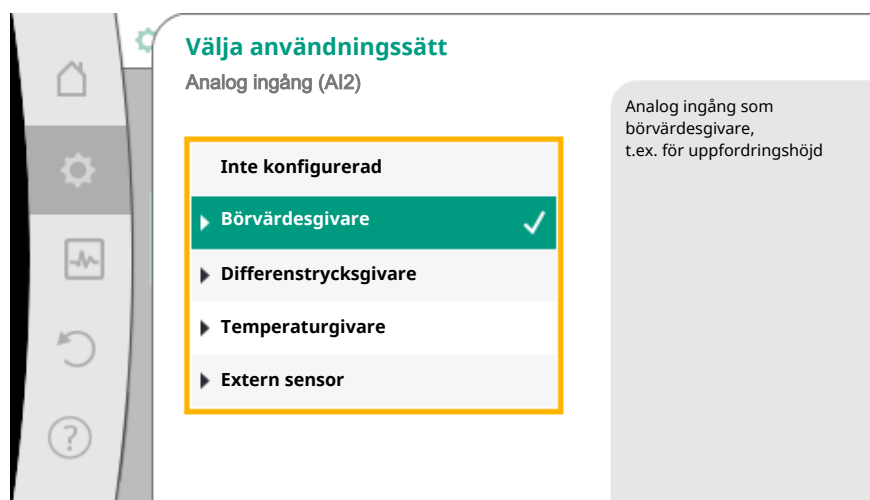 Välja användningssätt
Analog ingång (AI2)
Inte konfigurerad
Börvärdesgivare
Differenstrycksgivare
Temperaturgivare
Extern sensor
Analog ingång som
börvärdesgivare,
t.ex. för uppfordringshöjd
?